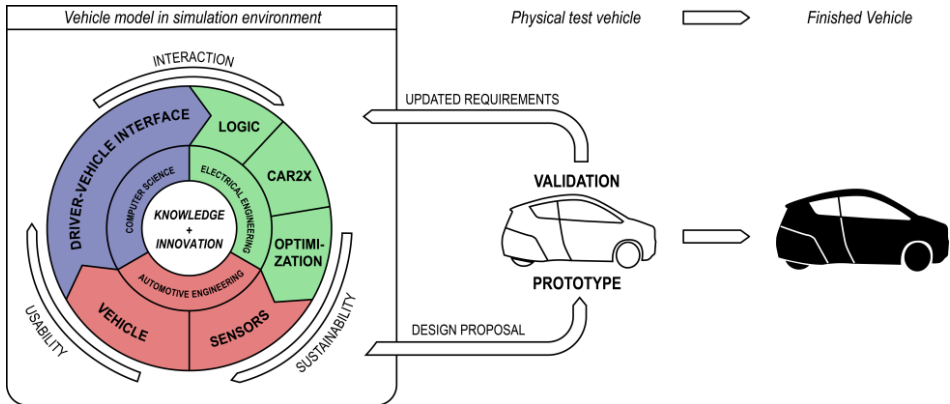 Vehicle model in simulation environment
Physical test vehicle
Finished Vehicle
INTERACTION
DRIVER-VEHICLE INTERFACE
LOGIC
CAR2X
OPTIMI-
ZATION
COMPUTER SCIENCE
ELECTRICAL ENGINEERING
KNOWLEDGE
+
INNOVATION
AUTOMOTIVE ENGINEERING
VEHICLE
SENSORS
USABILITY
SUSTAINABILITY
UPDATED REQUIREMENTS
VALIDATION
PROTOTYPE
DESIGN PROPOSAL